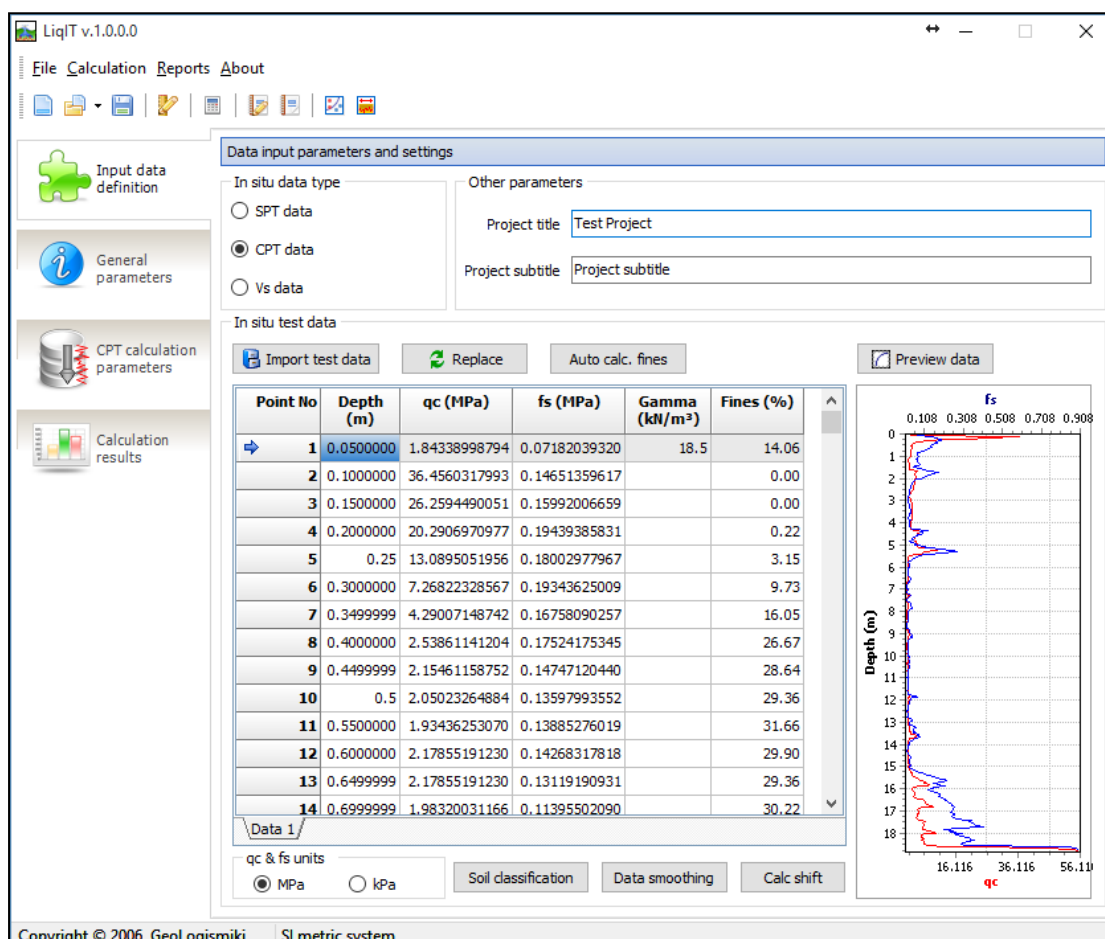 LiqIT v.1.0.0.0
File Calculation Reports About
Input data
definition
General
parameters
CPT calculation
parameters
Calculation
results
Data input parameters and settings
In situ data type
SPT data
CPT data
Vs data
Other parameters
Project title Test Project
Project subtitle Project subtitle
In situ test data
Import test data Replace Auto calc. fines Preview data
Point No Depth (m) qc (MPa) fs (MPa) Gamma (kN/m³) Fines (%)
1 0.0500000 1.84338998794 0.07182039320 18.5 14.06
2 0.1000000 36.4560317993 0.14651359617 0.00
3 0.1500000 26.2594490051 0.15992006659 0.00
4 0.2000000 20.2906970977 0.19439385831 0.22
5 0.25 13.0895051956 0.18002977967 3.15
6 0.3000000 7.26822328567 0.19343625009 9.73
7 0.3499999 4.29007148742 0.16758090257 16.05
8 0.4000000 2.53861141204 0.17524175345 26.67
9 0.4499999 2.15461158752 0.14747120440 28.64
10 0.5 2.05023264884 0.13597993552 29.36
11 0.5500000 1.93436253070 0.13885276019 31.66
12 0.6000000 2.17855191230 0.14268317818 29.90
13 0.6499999 2.17855191230 0.13119190931 29.36
14 0.6999999 1.98320031166 0.11395502090 30.22
Data 1
fs
0.108 0.308 0.508 0.708 0.908
0
1
2
3
4
5
6
7
8
9
10
11
12
13
14
15
16
17
18
Depth (m)
16.116 36.116 56.11
qc
qc & fs units
MPa kPa
Soil classification Data smoothing Calc shift
Copyright © 2006, GeoLogismiki SI metric system